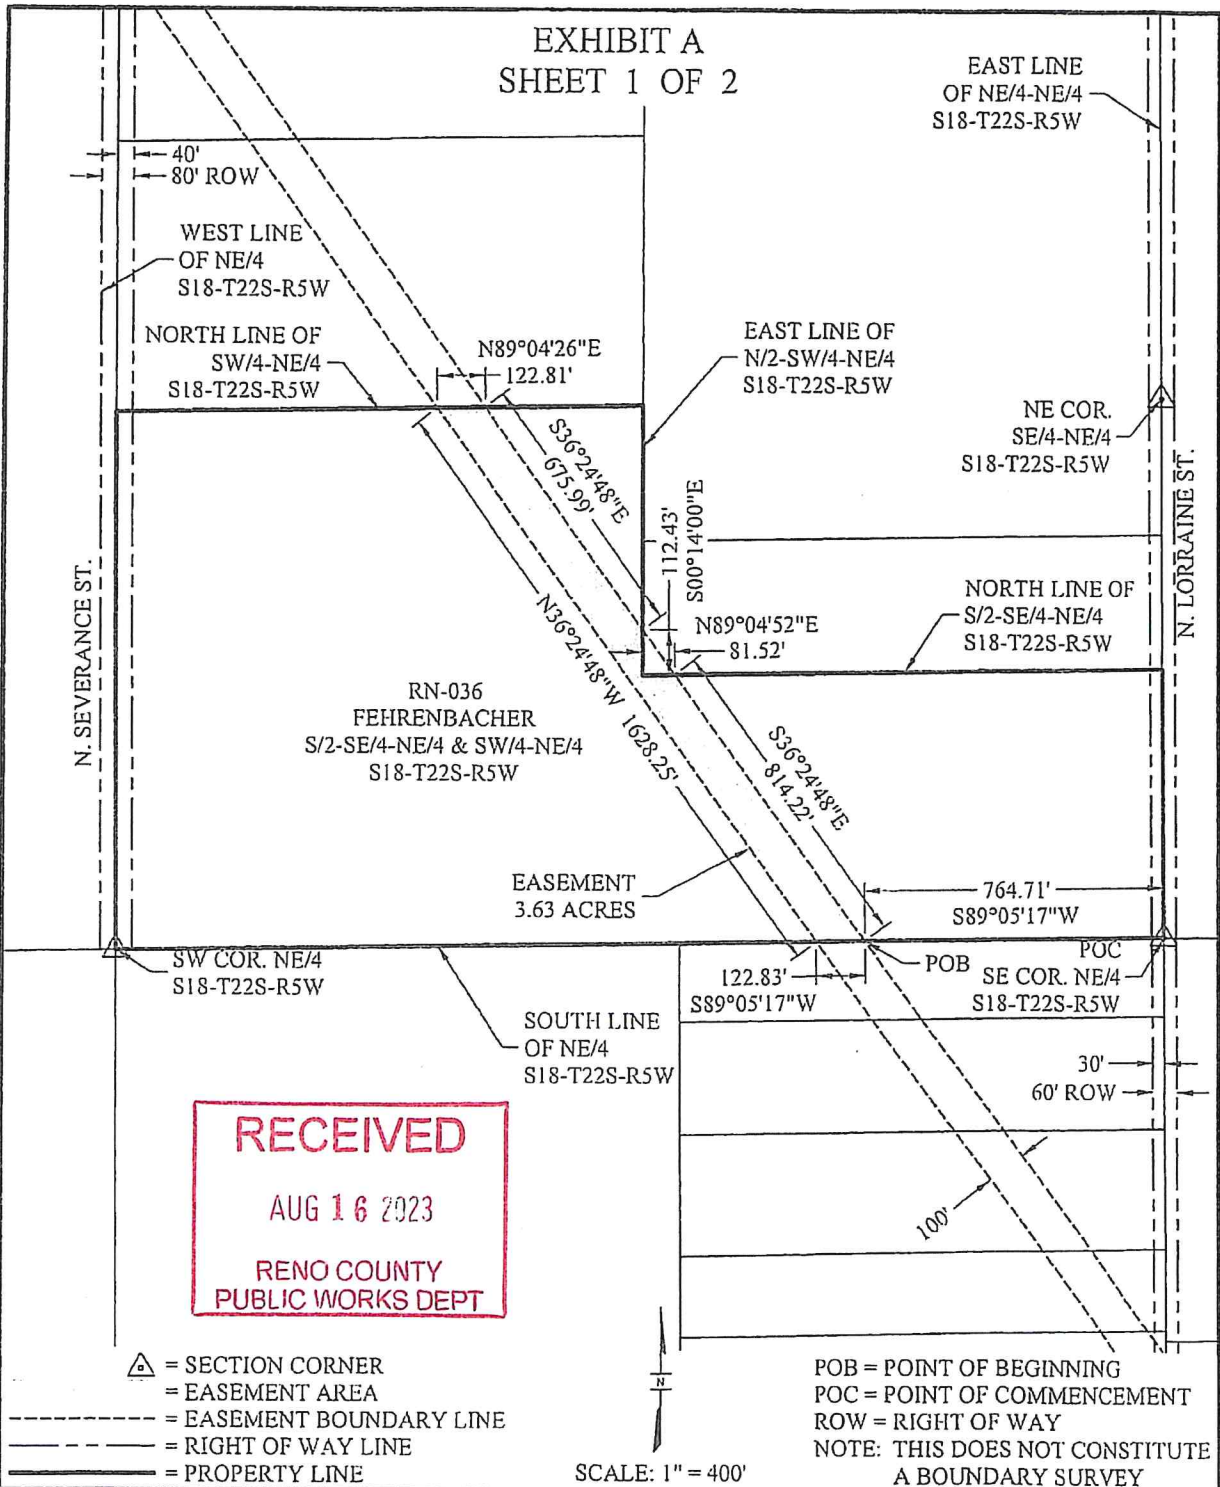 EXHIBIT A
SHEET 1 OF 2
EAST LINE
OF NE/4-NE/4
S18-T22S-R5W
40'
80' ROW
WEST LINE
OF NE/4
S18-T22S-R5W
NORTH LINE OF
SW/4-NE/4
S18-T22S-R5W
N89°04'26"E
122.81'
EAST LINE OF
N/2-SW/4-NE/4
S18-T22S-R5W
NE COR.
SE/4-NE/4
S18-T22S-R5W
S36°24'48"E
675.99'
112.43'
S00°14'00"E
N. SEVERANCE ST.
N. LORRAINE ST.
NORTH LINE OF
S/2-SE/4-NE/4
S18-T22S-R5W
N89°04'52"E
81.52'
N36°24'48"W 1628.25'
RN-036
FEHRENBACHER
S/2-SE/4-NE/4 & SW/4-NE/4
S18-T22S-R5W
S36°24'48"E
814.22'
EASEMENT
3.63 ACRES
764.71'
S89°05'17"W
SW COR. NE/4
S18-T22S-R5W
POB
POC
SE COR. NE/4
S18-T22S-R5W
122.83'
S89°05'17"W
SOUTH LINE
OF NE/4
S18-T22S-R5W
30'
60' ROW
100'
RECEIVED
AUG 16 2023
RENO COUNTY
PUBLIC WORKS DEPT
= SECTION CORNER
= EASEMENT AREA
= EASEMENT BOUNDARY LINE
= RIGHT OF WAY LINE
= PROPERTY LINE
N
SCALE: 1" = 400'
POB = POINT OF BEGINNING
POC = POINT OF COMMENCEMENT
ROW = RIGHT OF WAY
NOTE: THIS DOES NOT CONSTITUTE
A BOUNDARY SURVEY